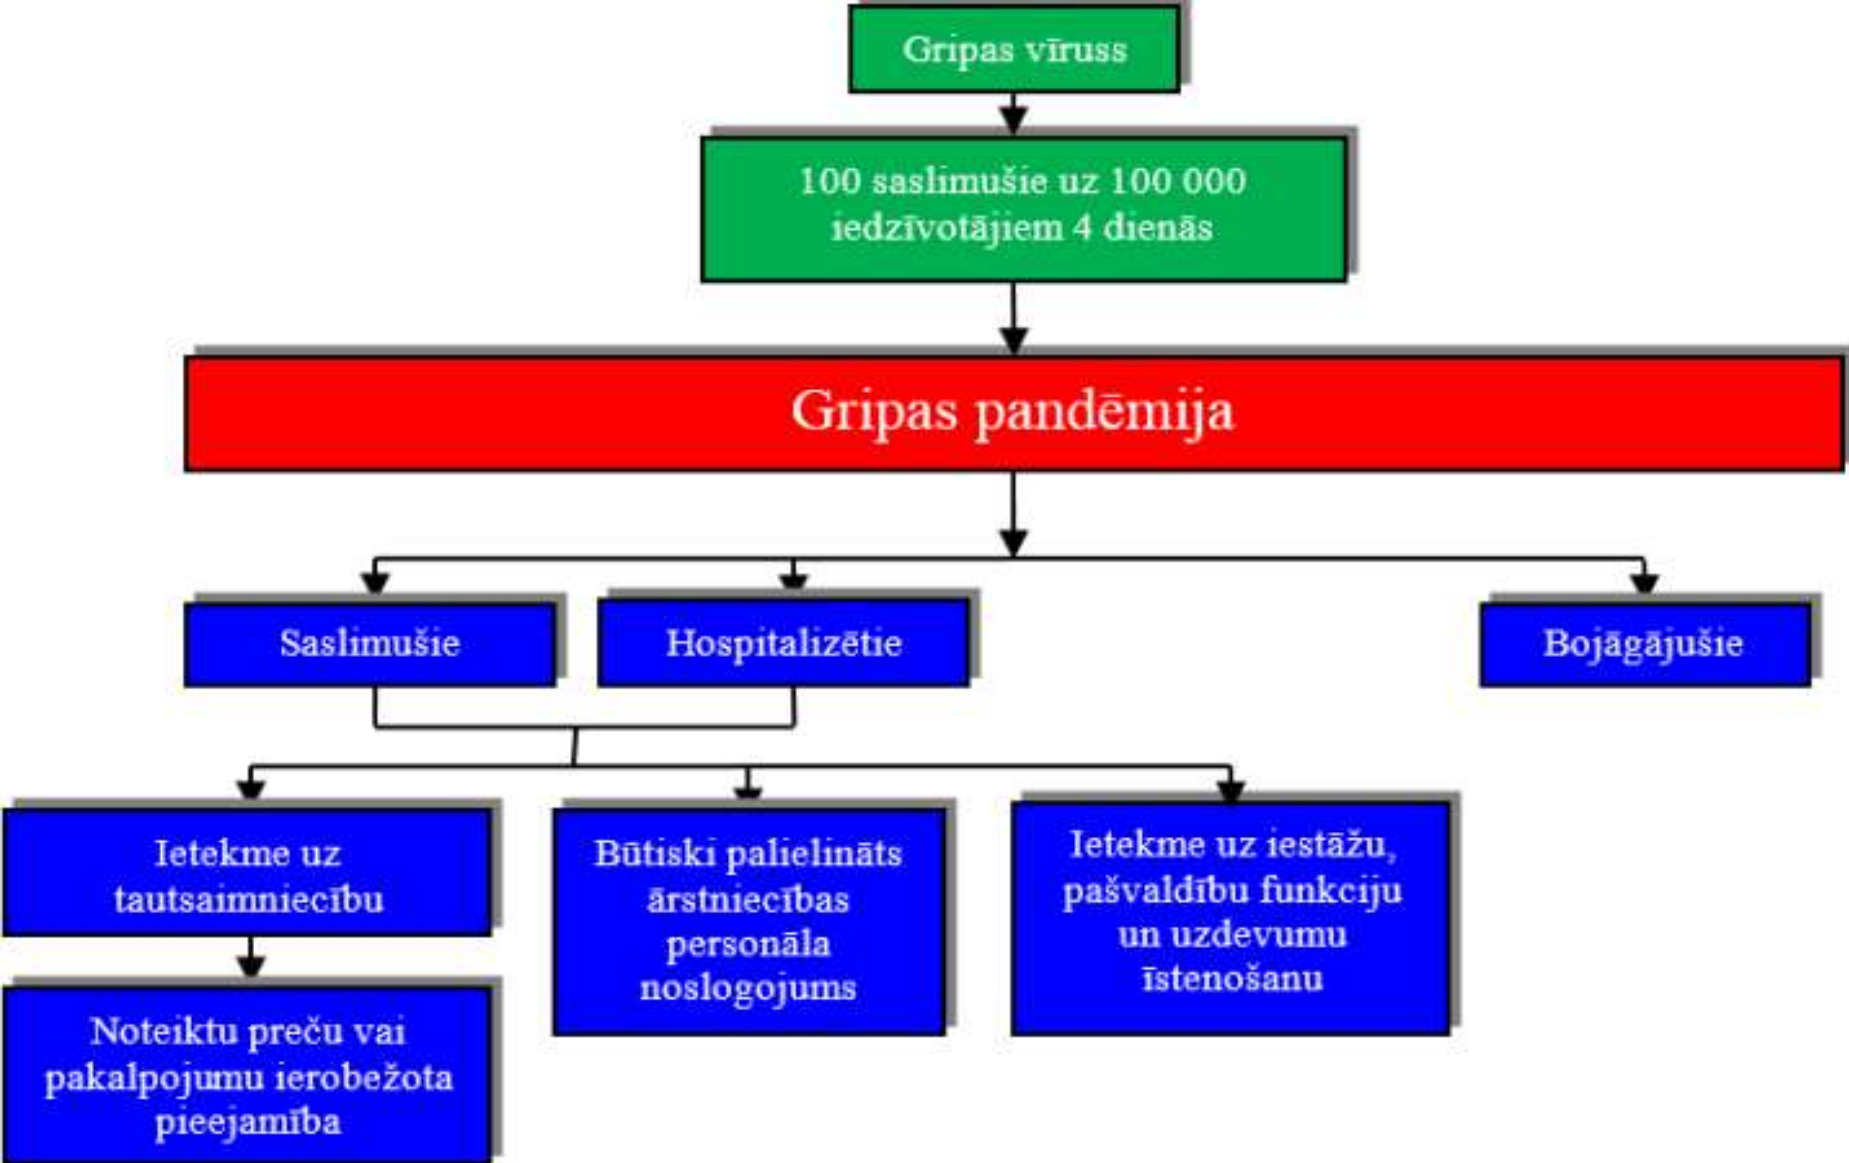 Gripas vīruss
100 saslimušie uz 100 000
iedzīvotājiem 4 dienās
Gripas pandēmija
Saslimušie
Hospitalizētie
Bojāgājušie
Ietekme uz
tautsaimniecību
Būtiski palielināts
ārstniecības
personāla
noslogojums
Ietekme uz iestāžu,
pašvaldību funkciju
un uzdevumu
īstenošanu
Noteiktu preču vai
pakalpojumu ierobežota
pieejamība